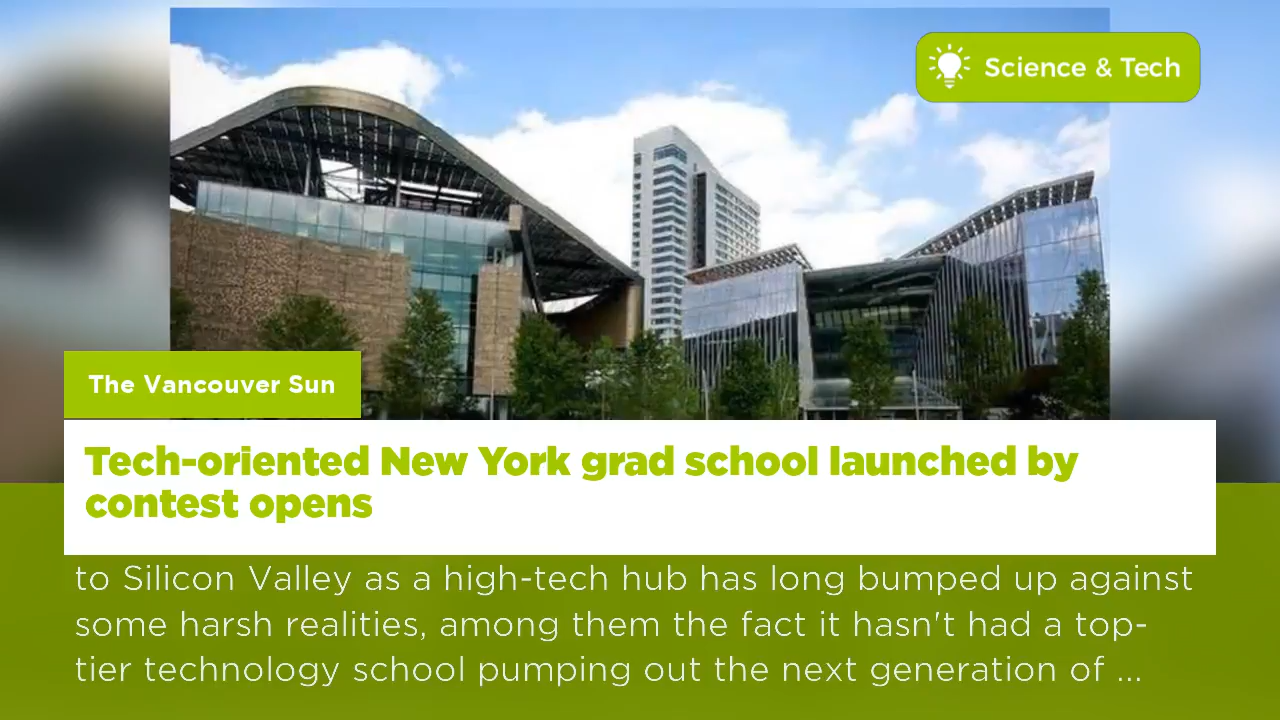 Science & Tech
The Vancouver Sun
Tech-oriented New York grad school launched by
contest opens
to Silicon Valley as a high-tech hub has long bumped up against
some harsh realities, among them the fact it hasn't had a top-
tier technology school pumping out the next generation of ...